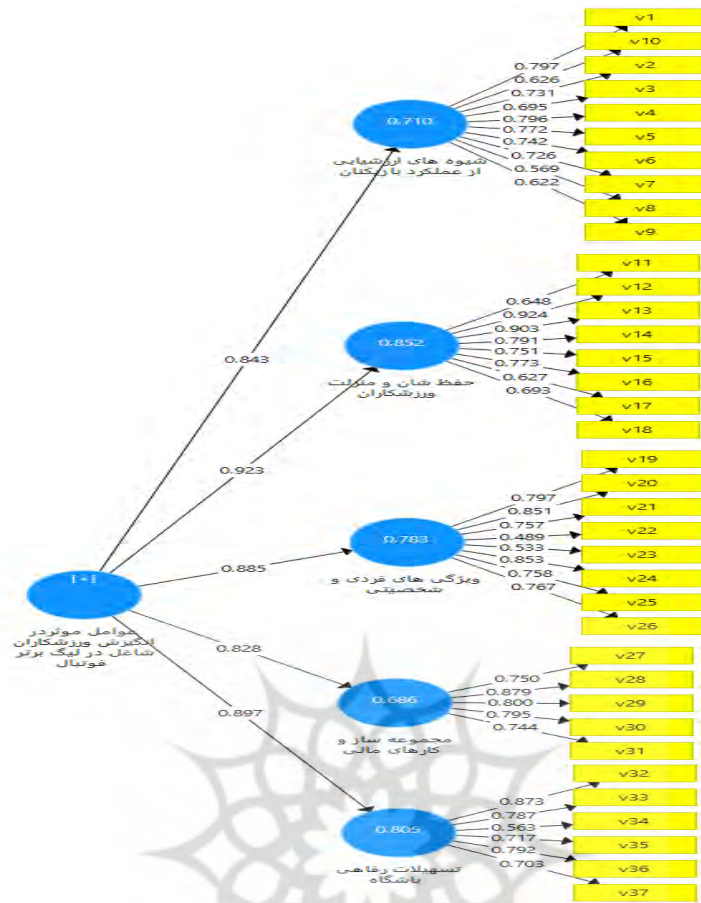 v1
v10
v2
v3
v4
v5
v6
v7
v8
v9
0.797
0.626
0.731
0.695
0.796
0.772
0.742
0.726
0.569
0.622
0.710
شیوه های ارزشیابی
از عملکرد بازیکنان
0.843
v11
v12
v13
v14
v15
v16
v17
v18
0.648
0.924
0.903
0.791
0.751
0.773
0.627
0.693
0.852
حفظ شان و منزلت
ورزشکاران
0.923
v19
v20
v21
v22
v23
v24
v25
v26
0.797
0.851
0.757
0.489
0.533
0.853
0.758
0.767
0.783
ویژگی های فردی و
شخصیتی
0.885
[+]
عوامل موثردر
انگیزش ورزشکاران
شاغل در لیگ برتر
فوتبال
0.828
v27
v28
v29
v30
v31
0.750
0.879
0.800
0.795
0.744
0.686
مجموعه ساز و
کارهای مالی
0.897
v32
v33
v34
v35
v36
v37
0.873
0.787
0.563
0.717
0.792
0.703
0.805
تسهیلات رفاهی
باشگاه